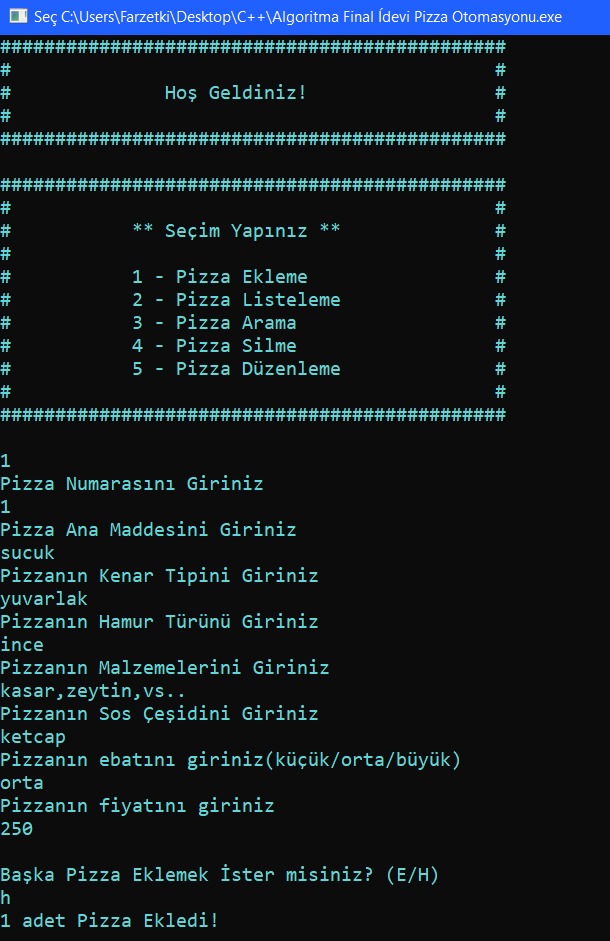 Seç C:\Users\Farzetki\Desktop\C++\Algoritma Final Ídevi Pizza Otomasyonu.exe
##############################################
#                                            #
#              Hoş Geldiniz!                 #
#                                            #
##############################################

##############################################
#                                            #
#           ** Seçim Yapınız **              #
#                                            #
#           1 - Pizza Ekleme                 #
#           2 - Pizza Listeleme              #
#           3 - Pizza Arama                  #
#           4 - Pizza Silme                  #
#           5 - Pizza Düzenleme              #
#                                            #
##############################################

1
Pizza Numarasını Giriniz
1
Pizza Ana Maddesini Giriniz
sucuk
Pizzanın Kenar Tipini Giriniz
yuvarlak
Pizzanın Hamur Türünü Giriniz
ince
Pizzanın Malzemelerini Giriniz
kasar,zeytin,vs..
Pizzanın Sos Çeşidini Giriniz
ketcap
Pizzanın ebatını giriniz(küçük/orta/büyük)
orta
Pizzanın fiyatını giriniz
250

Başka Pizza Eklemek İster misiniz? (E/H)
h
1 adet Pizza Ekledi!